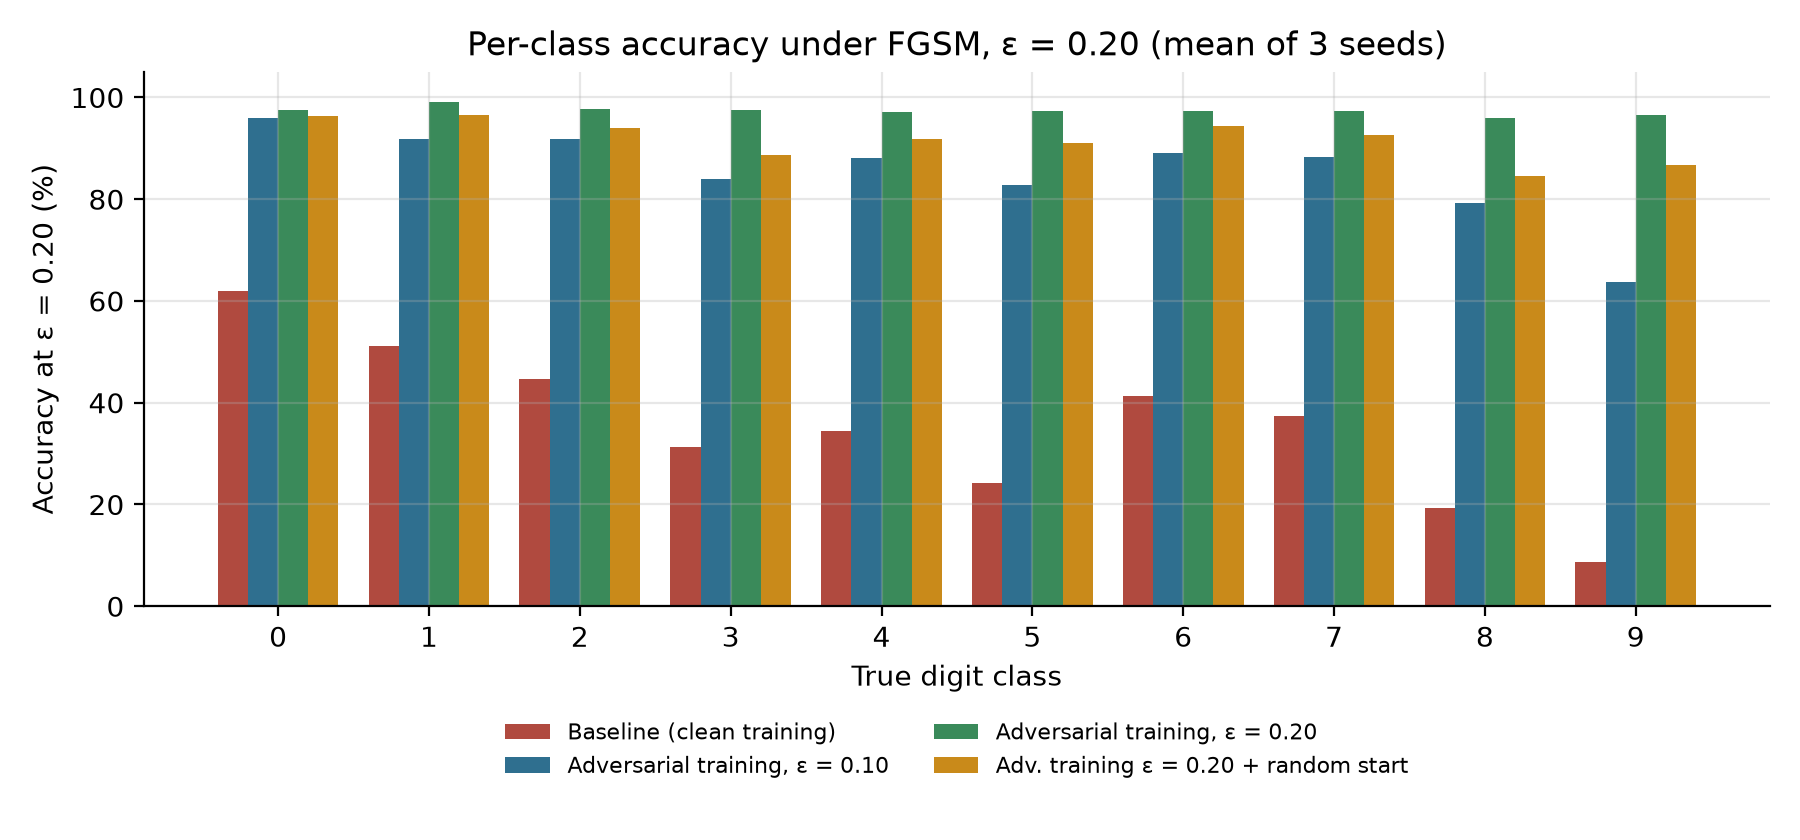 Per-class accuracy under FGSM, ε = 0.20 (mean of 3 seeds)
Accuracy at ε = 0.20 (%)
100
80
60
40
20
0
0 1 2 3 4 5 6 7 8 9
True digit class
Baseline (clean training)
Adversarial training, ε = 0.10
Adversarial training, ε = 0.20
Adv. training ε = 0.20 + random start